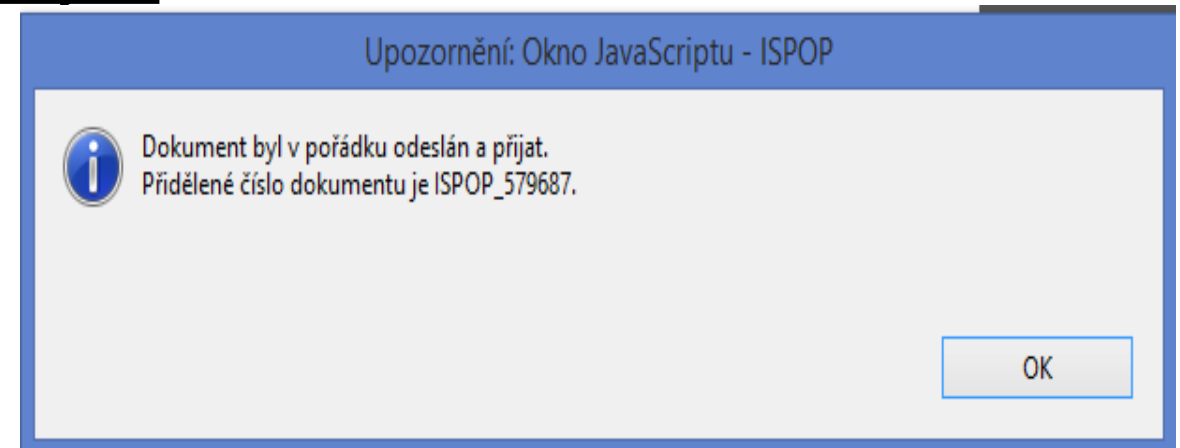 Upozornění: Okno JavaScriptu - ISPOP
Dokument byl v pořádku odeslán a přijat.
Přidělené číslo dokumentu je ISPOP_579687.
OK